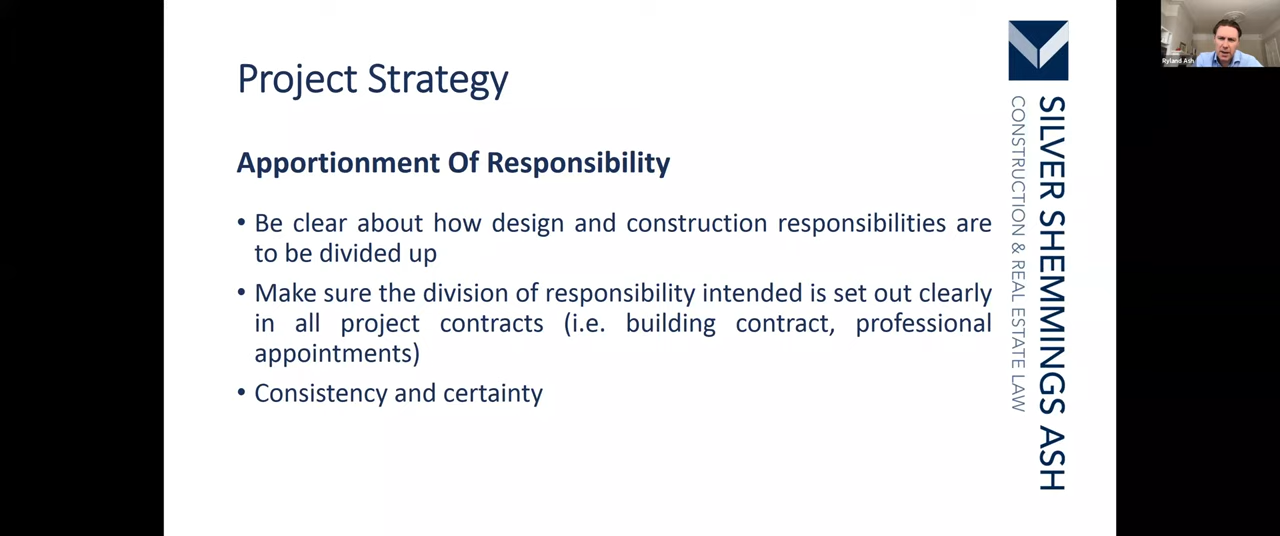 Project Strategy
Apportionment Of Responsibility
• Be clear about how design and construction responsibilities are
to be divided up
• Make sure the division of responsibility intended is set out clearly
in all project contracts (i.e. building contract, professional
appointments)
• Consistency and certainty
SILVER SHEMMINGS ASH
CONSTRUCTION & REAL ESTATE LAW
Ryland Ash